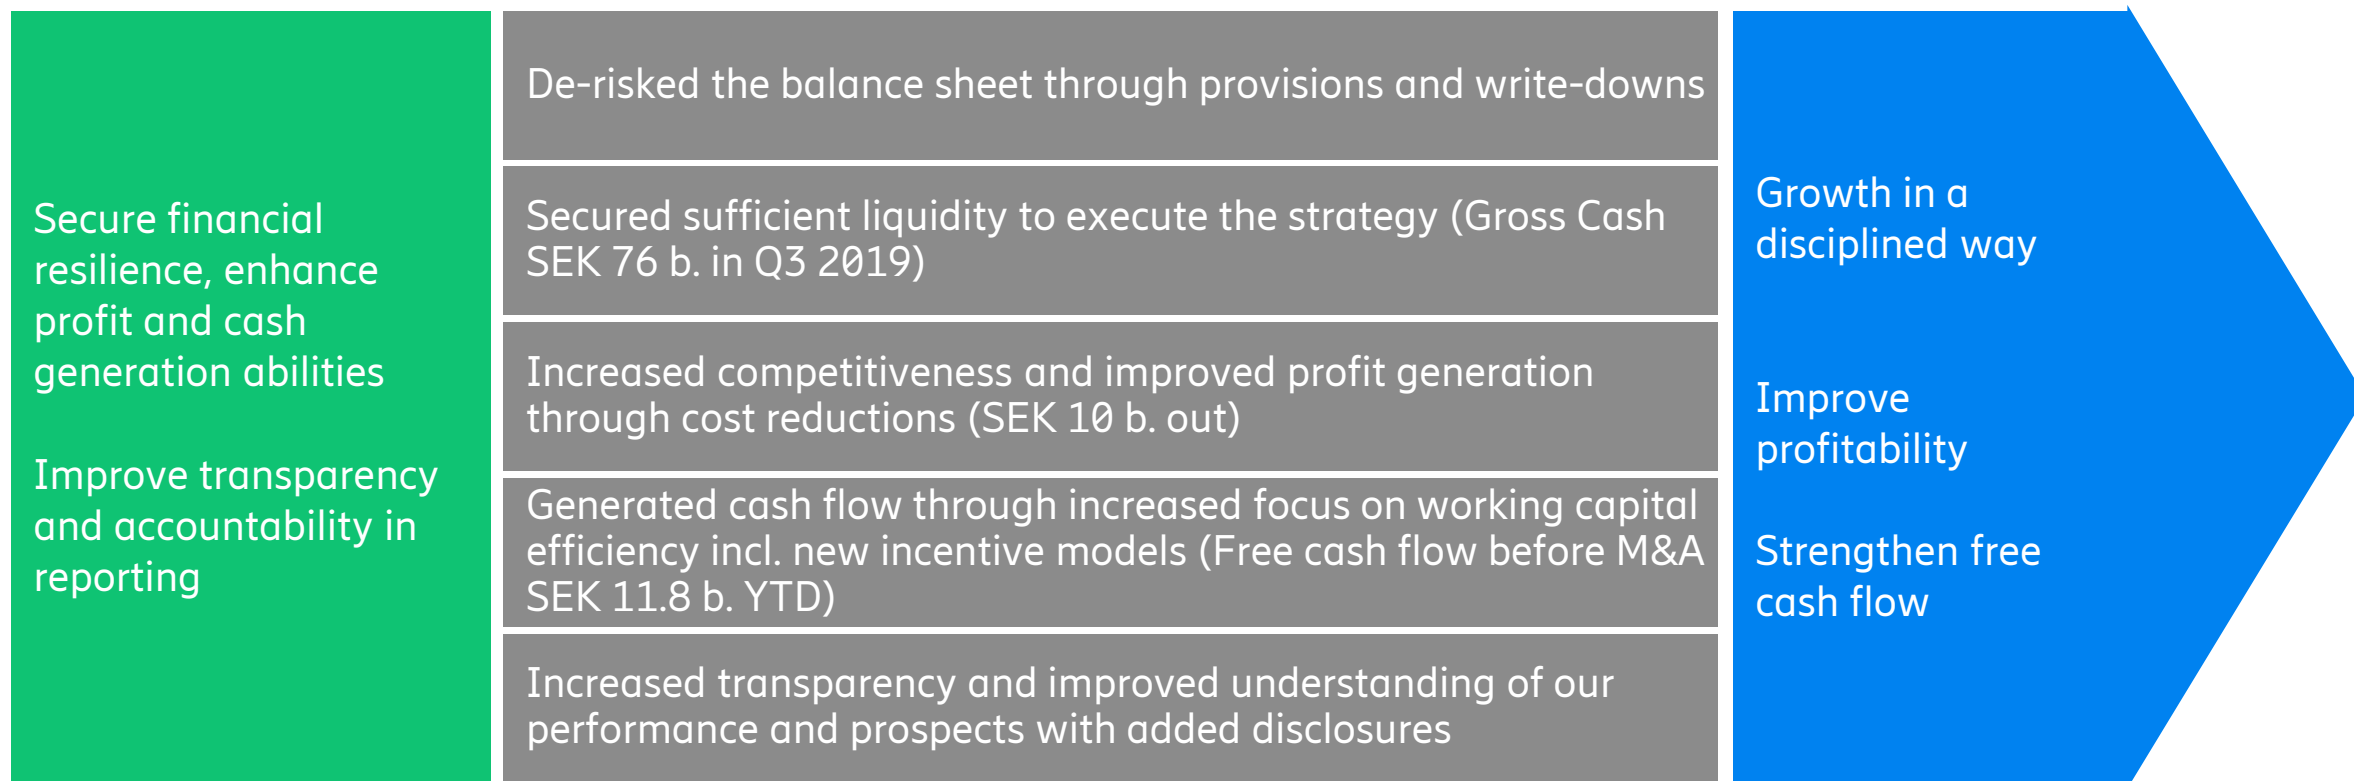 Secure financial
resilience, enhance
profit and cash
generation abilities
Improve transparency
and accountability in
reporting
De-risked the balance sheet through provisions and write-downs
Secured sufficient liquidity to execute the strategy (Gross Cash
SEK 76 b. in Q3 2019)
Increased competitiveness and improved profit generation
through cost reductions (SEK 10 b. out)
Generated cash flow through increased focus on working capital
efficiency incl. new incentive models (Free cash flow before M&A
SEK 11.8 b. YTD)
Increased transparency and improved understanding of our
performance and prospects with added disclosures
Growth in a
disciplined way
Improve
profitability
Strengthen free
cash flow